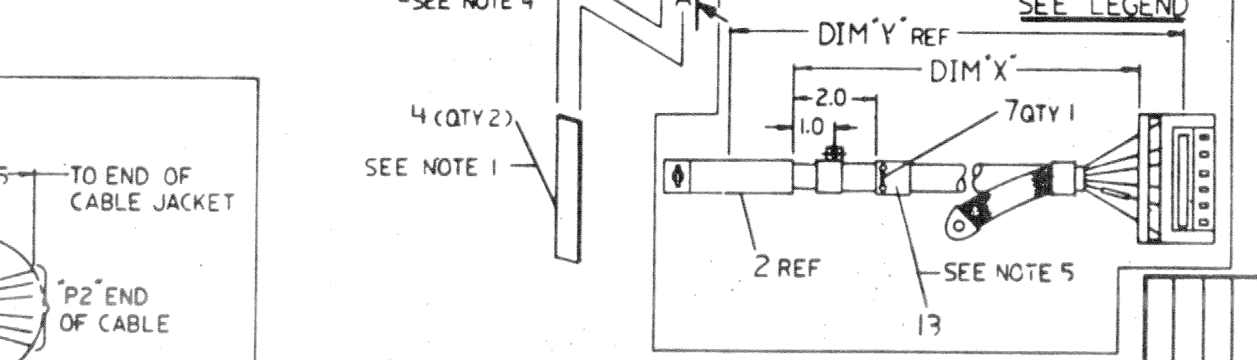 SEE NOTE 4
SEE LEGEND
DIM "Y" REF
DIM "X"
2.0
1.0
7 QTY 1
4 (QTY 2)
SEE NOTE 1
TO END OF
CABLE JACKET
"P2" END
OF CABLE
2 REF
SEE NOTE 5
13